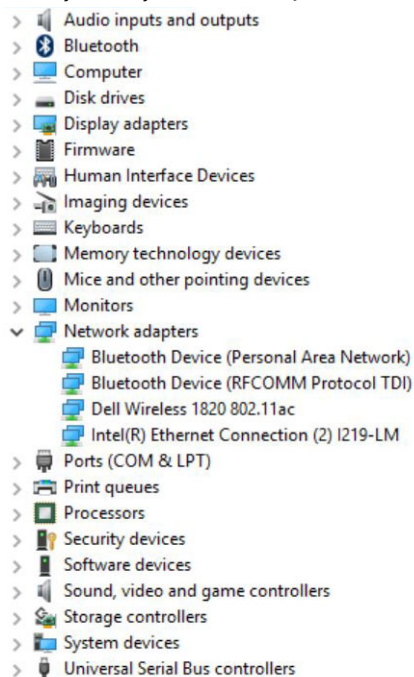 Audio inputs and outputs
Bluetooth
Computer
Disk drives
Display adapters
Firmware
Human Interface Devices
Imaging devices
Keyboards
Memory technology devices
Mice and other pointing devices
Monitors
Network adapters
Bluetooth Device (Personal Area Network)
Bluetooth Device (RFCOMM Protocol TDI)
Dell Wireless 1820 802.11ac
Intel(R) Ethernet Connection (2) I219-LM
Ports (COM & LPT)
Print queues
Processors
Security devices
Software devices
Sound, video and game controllers
Storage controllers
System devices
Universal Serial Bus controllers